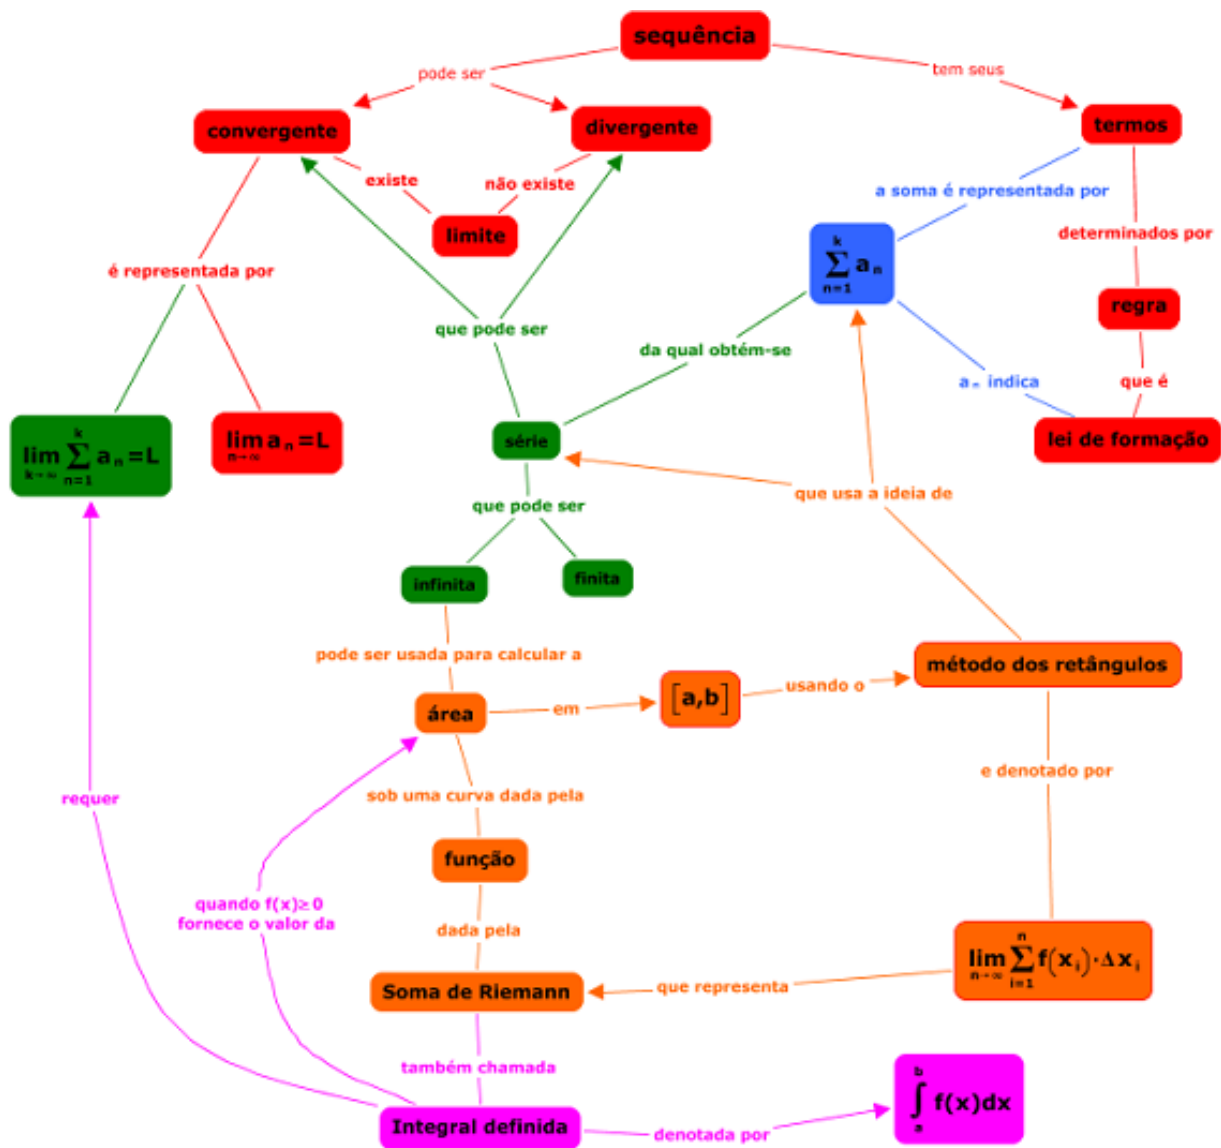 sequência
pode ser
tem seus
convergente
divergente
termos
existe
não existe
a soma é representada por
limite
determinados por
é representada por
k
∑ aₙ
n=1
regra
que pode ser
da qual obtém-se
aₙ indica
que é
lim aₙ=L
n→∞
série
lei de formação
k
lim ∑ aₙ=L
k→∞ n=1
que usa a ideia de
que pode ser
infinita
finita
pode ser usada para calcular a
método dos retângulos
[a,b]
usando o
área
em
e denotado por
requer
sob uma curva dada pela
função
quando f(x)≥0
fornece o valor da
dada pela
n
lim ∑ f(xᵢ)·Δxᵢ
n→∞ i=1
Soma de Riemann
que representa
também chamada
b
∫ f(x)dx
a
Integral definida
denotada por